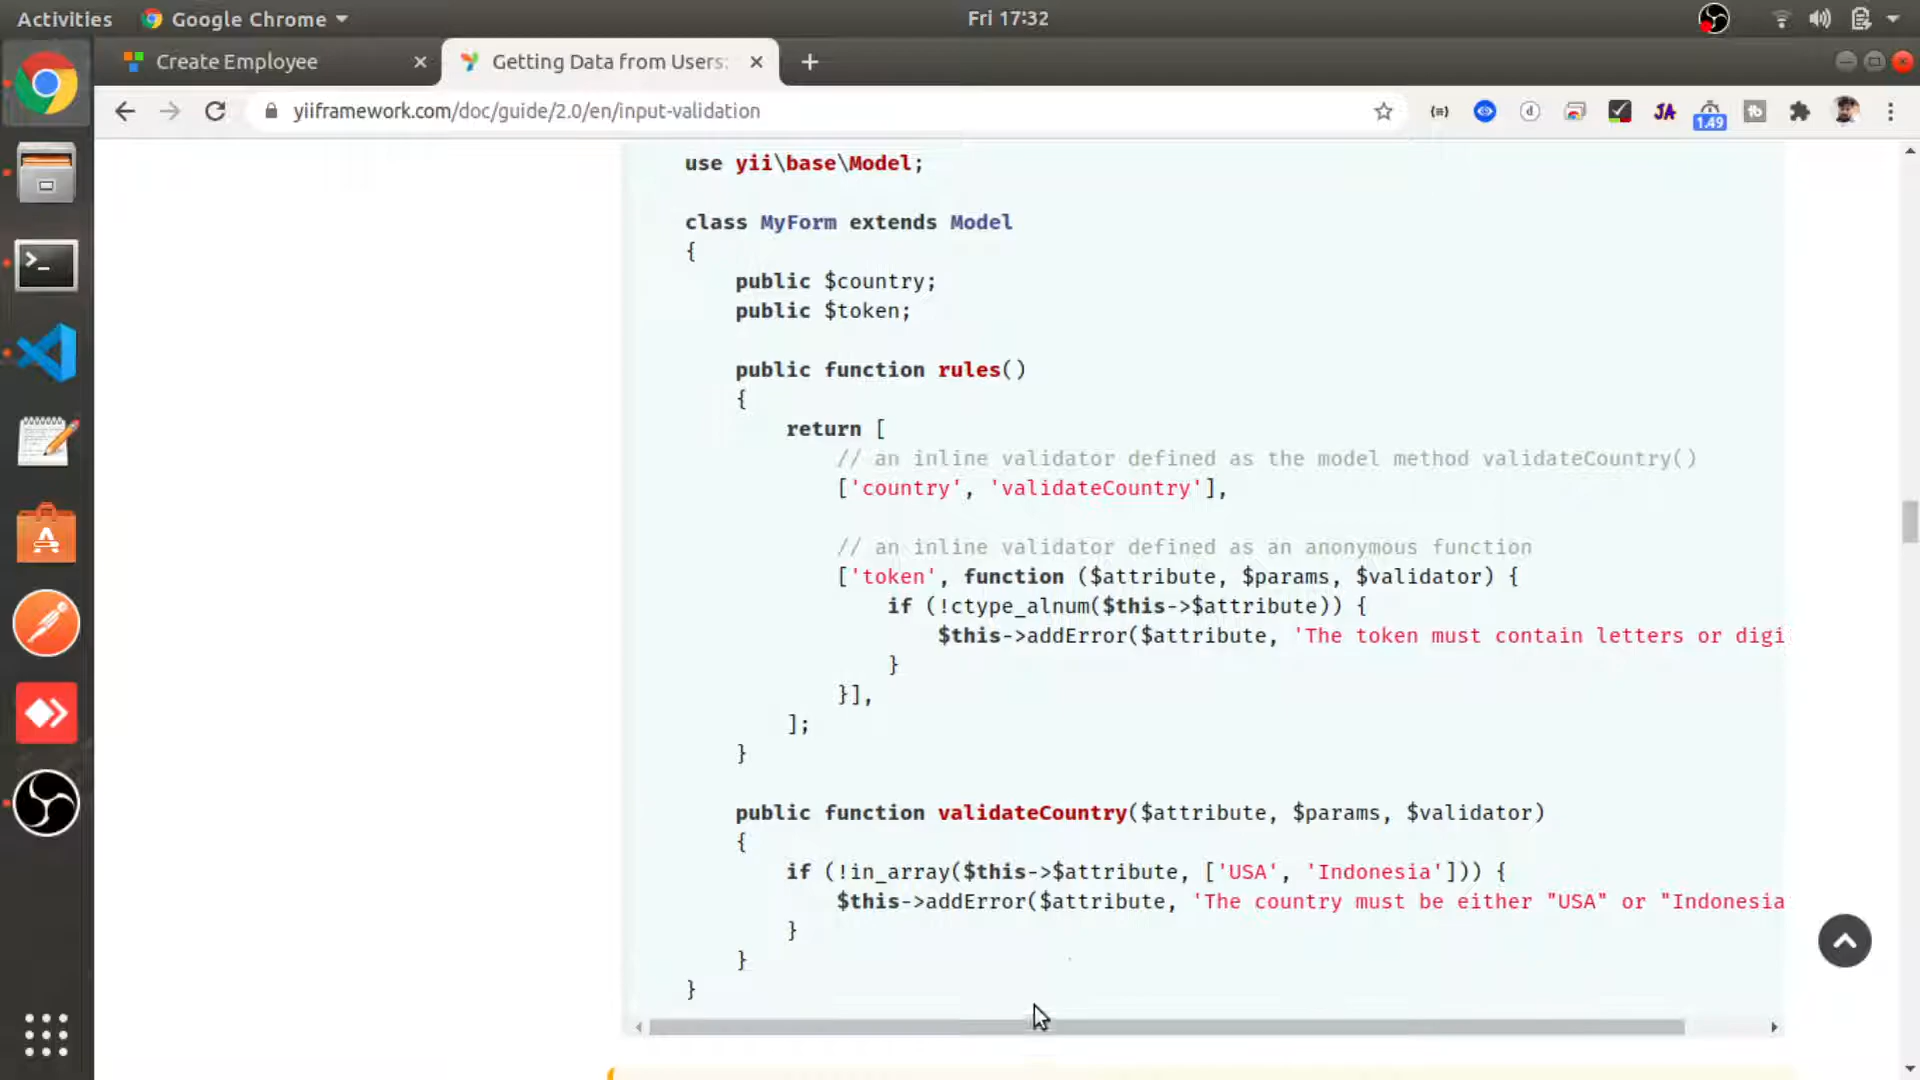 Activities Google Chrome Fri 17:32
Create Employee Getting Data from Users:
yiiframework.com/doc/guide/2.0/en/input-validation
1.49
use yii\base\Model;
class MyForm extends Model
{
public $country;
public $token;
public function rules()
{
return [
// an inline validator defined as the model method validateCountry()
['country', 'validateCountry'],
// an inline validator defined as an anonymous function
['token', function ($attribute, $params, $validator) {
if (!ctype_alnum($this->$attribute)) {
$this->addError($attribute, 'The token must contain letters or digi
}
}],
];
}
public function validateCountry($attribute, $params, $validator)
{
if (!in_array($this->$attribute, ['USA', 'Indonesia'])) {
$this->addError($attribute, 'The country must be either "USA" or "Indonesia
}
}
}